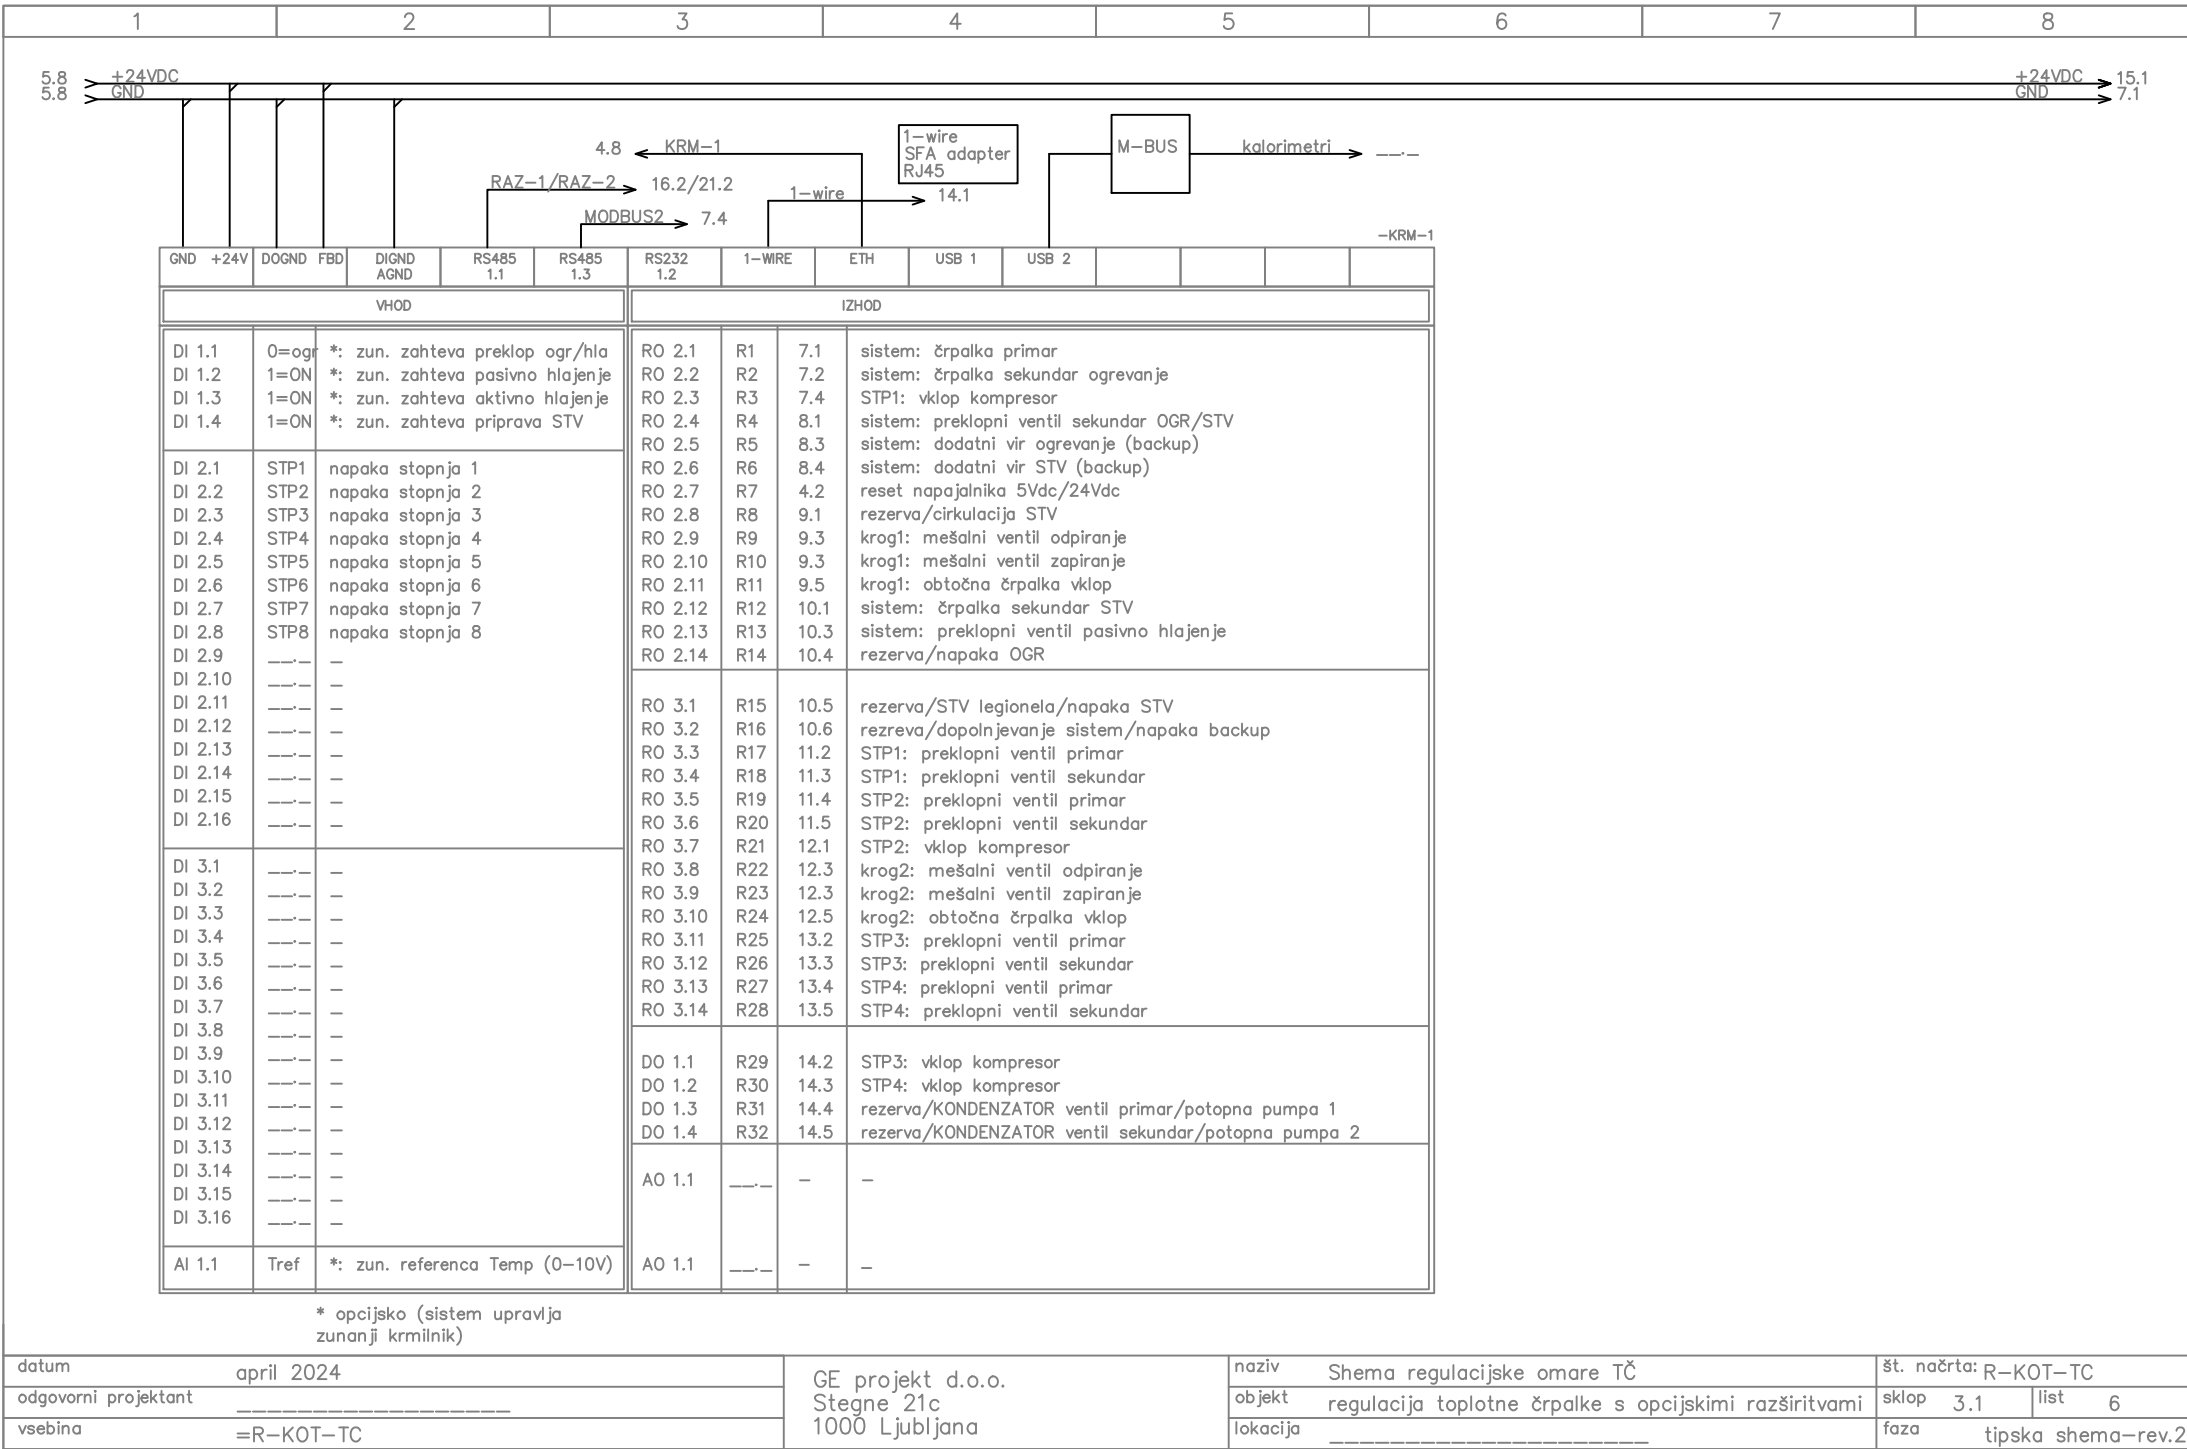 1 2 3 4 5 6 7 8
5.8 +24VDC +24VDC 15.1
5.8 GND GND 7.1
1-wire
SFA adapter
RJ45
4.8 KRM-1
M-BUS kalorimetri __._
RAZ-1/RAZ-2 16.2/21.2
1-wire 14.1
MODBUS2 7.4
-KRM-1
GND +24V DOGND FBD DIGND AGND RS485 1.1 RS485 1.3 RS232 1.2 1-WIRE ETH USB 1 USB 2
VHOD IZHOD
DI 1.1 0=ogr *: zun. zahteva preklop ogr/hla
DI 1.2 1=ON *: zun. zahteva pasivno hlajenje
DI 1.3 1=ON *: zun. zahteva aktivno hlajenje
DI 1.4 1=ON *: zun. zahteva priprava STV
DI 2.1 STP1 napaka stopnja 1
DI 2.2 STP2 napaka stopnja 2
DI 2.3 STP3 napaka stopnja 3
DI 2.4 STP4 napaka stopnja 4
DI 2.5 STP5 napaka stopnja 5
DI 2.6 STP6 napaka stopnja 6
DI 2.7 STP7 napaka stopnja 7
DI 2.8 STP8 napaka stopnja 8
DI 2.9 __._ _
DI 2.10 __._ _
DI 2.11 __._ _
DI 2.12 __._ _
DI 2.13 __._ _
DI 2.14 __._ _
DI 2.15 __._ _
DI 2.16 __._ _
DI 3.1 __._ _
DI 3.2 __._ _
DI 3.3 __._ _
DI 3.4 __._ _
DI 3.5 __._ _
DI 3.6 __._ _
DI 3.7 __._ _
DI 3.8 __._ _
DI 3.9 __._ _
DI 3.10 __._ _
DI 3.11 __._ _
DI 3.12 __._ _
DI 3.13 __._ _
DI 3.14 __._ _
DI 3.15 __._ _
DI 3.16 __._ _
AI 1.1 Tref *: zun. referenca Temp (0-10V)
RO 2.1 R1 7.1 sistem: črpalka primar
RO 2.2 R2 7.2 sistem: črpalka sekundar ogrevanje
RO 2.3 R3 7.4 STP1: vklop kompresor
RO 2.4 R4 8.1 sistem: preklopni ventil sekundar OGR/STV
RO 2.5 R5 8.3 sistem: dodatni vir ogrevanje (backup)
RO 2.6 R6 8.4 sistem: dodatni vir STV (backup)
RO 2.7 R7 4.2 reset napajalnika 5Vdc/24Vdc
RO 2.8 R8 9.1 rezerva/cirkulacija STV
RO 2.9 R9 9.3 krog1: mešalni ventil odpiranje
RO 2.10 R10 9.3 krog1: mešalni ventil zapiranje
RO 2.11 R11 9.5 krog1: obtočna črpalka vklop
RO 2.12 R12 10.1 sistem: črpalka sekundar STV
RO 2.13 R13 10.3 sistem: preklopni ventil pasivno hlajenje
RO 2.14 R14 10.4 rezerva/napaka OGR
RO 3.1 R15 10.5 rezerva/STV legionela/napaka STV
RO 3.2 R16 10.6 rezreva/dopolnjevanje sistem/napaka backup
RO 3.3 R17 11.2 STP1: preklopni ventil primar
RO 3.4 R18 11.3 STP1: preklopni ventil sekundar
RO 3.5 R19 11.4 STP2: preklopni ventil primar
RO 3.6 R20 11.5 STP2: preklopni ventil sekundar
RO 3.7 R21 12.1 STP2: vklop kompresor
RO 3.8 R22 12.3 krog2: mešalni ventil odpiranje
RO 3.9 R23 12.3 krog2: mešalni ventil zapiranje
RO 3.10 R24 12.5 krog2: obtočna črpalka vklop
RO 3.11 R25 13.2 STP3: preklopni ventil primar
RO 3.12 R26 13.3 STP3: preklopni ventil sekundar
RO 3.13 R27 13.4 STP4: preklopni ventil primar
RO 3.14 R28 13.5 STP4: preklopni ventil sekundar
DO 1.1 R29 14.2 STP3: vklop kompresor
DO 1.2 R30 14.3 STP4: vklop kompresor
DO 1.3 R31 14.4 rezerva/KONDENZATOR ventil primar/potopna pumpa 1
DO 1.4 R32 14.5 rezerva/KONDENZATOR ventil sekundar/potopna pumpa 2
AO 1.1 __._ - -
AO 1.1 __._ - _
* opcijsko (sistem upravlja
zunanji krmilnik)
datum april 2024
odgovorni projektant __________________
vsebina =R-KOT-TC
GE projekt d.o.o.
Stegne 21c
1000 Ljubljana
naziv Shema regulacijske omare TČ
objekt regulacija toplotne črpalke s opcijskimi razširitvami
lokacija _____________________
št. načrta: R-KOT-TC
sklop 3.1 list 6
faza tipska shema-rev.2